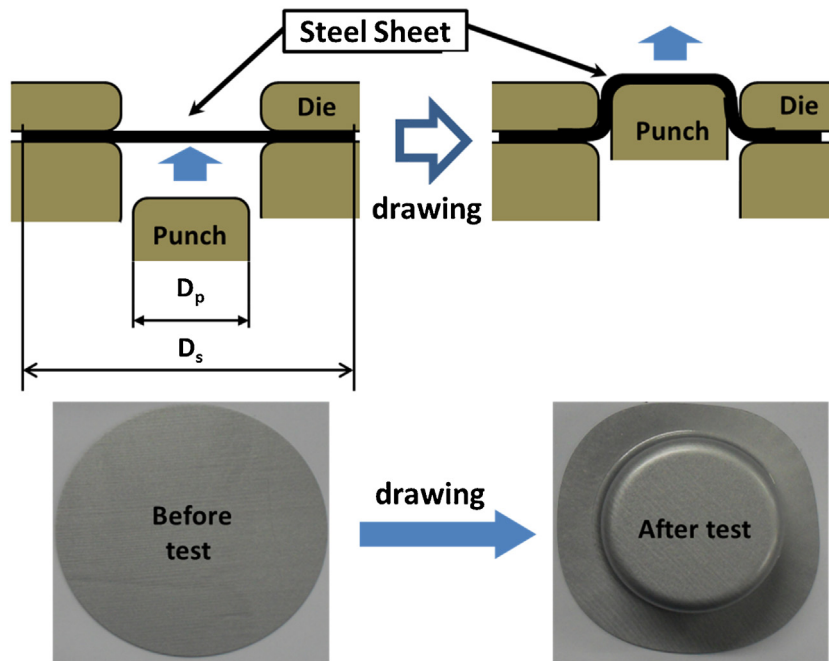 Steel Sheet
Die
Die
Punch
Punch
drawing
Dp
Ds
drawing
Before
test
After test